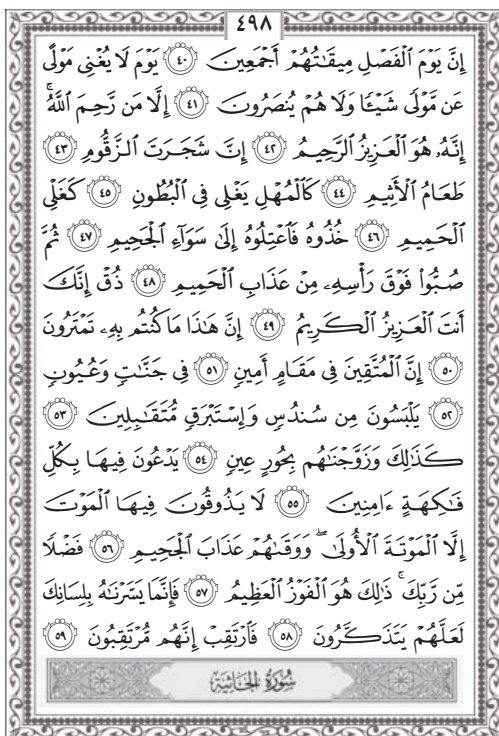 ٤٩٨
إِنَّ يَوْمَ ٱلْفَصْلِ مِيقَٰتُهُمْ أَجْمَعِينَ ٤٠ يَوْمَ لَا يُغْنِى مَوْلًى
عَن مَّوْلًى شَيْـًٔا وَلَا هُمْ يُنصَرُونَ ٤١ إِلَّا مَن رَّحِمَ ٱللَّهُ ۚ
إِنَّهُۥ هُوَ ٱلْعَزِيزُ ٱلرَّحِيمُ ٤٢ إِنَّ شَجَرَتَ ٱلزَّقُّومِ ٤٣
طَعَامُ ٱلْأَثِيمِ ٤٤ كَٱلْمُهْلِ يَغْلِى فِى ٱلْبُطُونِ ٤٥ كَغَلْىِ
ٱلْحَمِيمِ ٤٦ خُذُوهُ فَٱعْتِلُوهُ إِلَىٰ سَوَآءِ ٱلْجَحِيمِ ٤٧ ثُمَّ
صُبُّوا۟ فَوْقَ رَأْسِهِۦ مِنْ عَذَابِ ٱلْحَمِيمِ ٤٨ ذُقْ إِنَّكَ
أَنتَ ٱلْعَزِيزُ ٱلْكَرِيمُ ٤٩ إِنَّ هَٰذَا مَا كُنتُم بِهِۦ تَمْتَرُونَ
٥٠ إِنَّ ٱلْمُتَّقِينَ فِى مَقَامٍ أَمِينٍ ٥١ فِى جَنَّٰتٍ وَعُيُونٍ
٥٢ يَلْبَسُونَ مِن سُندُسٍ وَإِسْتَبْرَقٍ مُّتَقَٰبِلِينَ ٥٣
كَذَٰلِكَ وَزَوَّجْنَٰهُم بِحُورٍ عِينٍ ٥٤ يَدْعُونَ فِيهَا بِكُلِّ
فَٰكِهَةٍ ءَامِنِينَ ٥٥ لَا يَذُوقُونَ فِيهَا ٱلْمَوْتَ
إِلَّا ٱلْمَوْتَةَ ٱلْأُولَىٰ ۖ وَوَقَىٰهُمْ عَذَابَ ٱلْجَحِيمِ ٥٦ فَضْلًا
مِّن رَّبِّكَ ۚ ذَٰلِكَ هُوَ ٱلْفَوْزُ ٱلْعَظِيمُ ٥٧ فَإِنَّمَا يَسَّرْنَٰهُ بِلِسَانِكَ
لَعَلَّهُمْ يَتَذَكَّرُونَ ٥٨ فَٱرْتَقِبْ إِنَّهُم مُّرْتَقِبُونَ ٥٩
سُورَةُ الجَاثِيَةِ